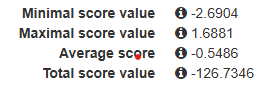 Minimal score value -2.6904
Maximal score value 1.6881
Average score -0.5486
Total score value -126.7346